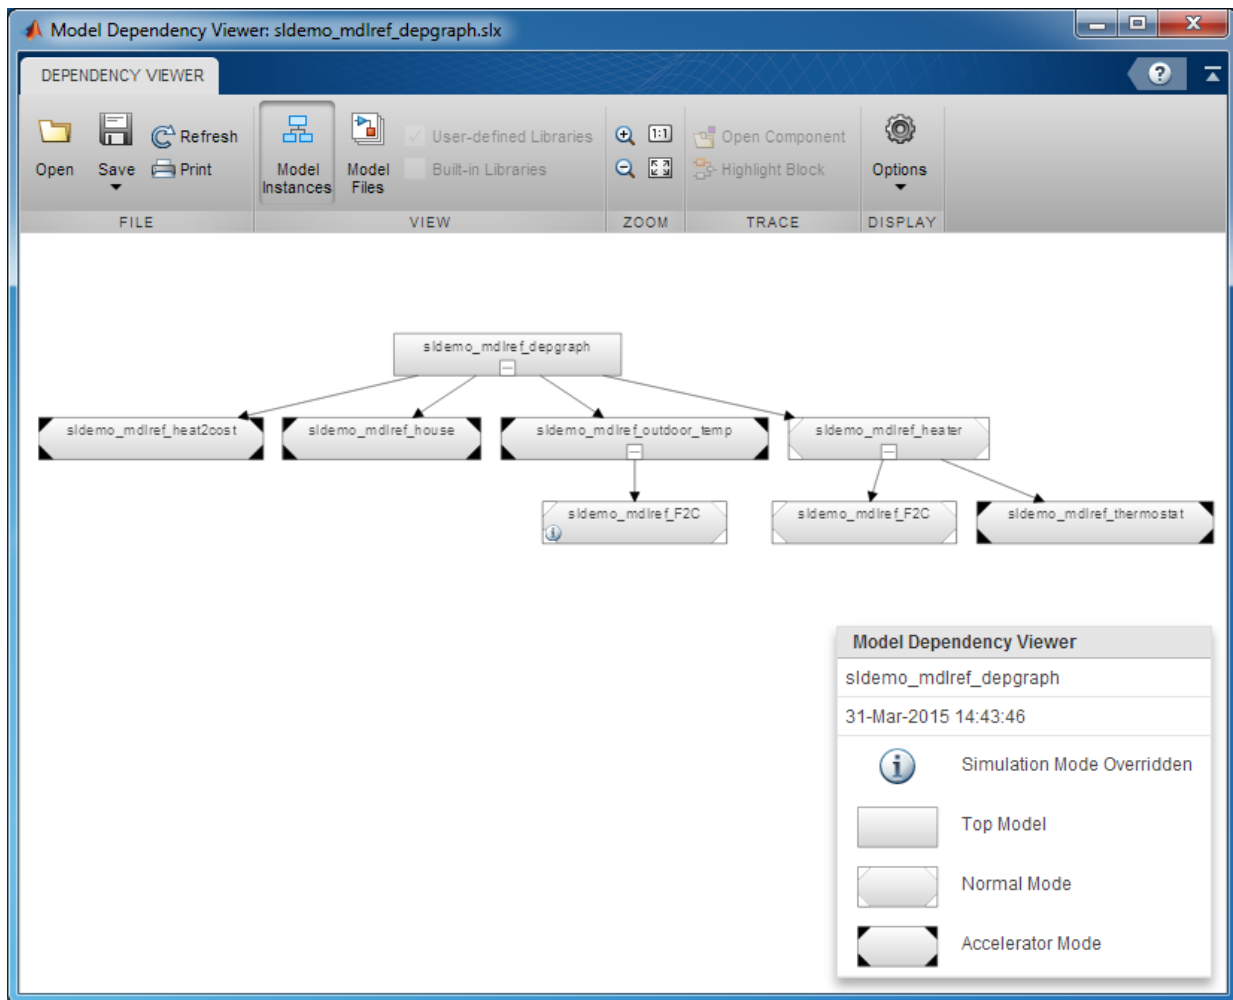 Model Dependency Viewer: sldemo_mdlref_depgraph.slx
DEPENDENCY VIEWER
?
Open
Save
Refresh
Print
Model Instances
Model Files
User-defined Libraries
Built-in Libraries
1:1
Open Component
Highlight Block
Options
FILE
VIEW
ZOOM
TRACE
DISPLAY
sldemo_mdlref_depgraph
sldemo_mdlref_heat2cost
sldemo_mdlref_house
sldemo_mdlref_outdoor_temp
sldemo_mdlref_heater
sldemo_mdlref_F2C
sldemo_mdlref_F2C
sldemo_mdlref_thermostat
Model Dependency Viewer
sldemo_mdlref_depgraph
31-Mar-2015 14:43:46
i
Simulation Mode Overridden
Top Model
Normal Mode
Accelerator Mode